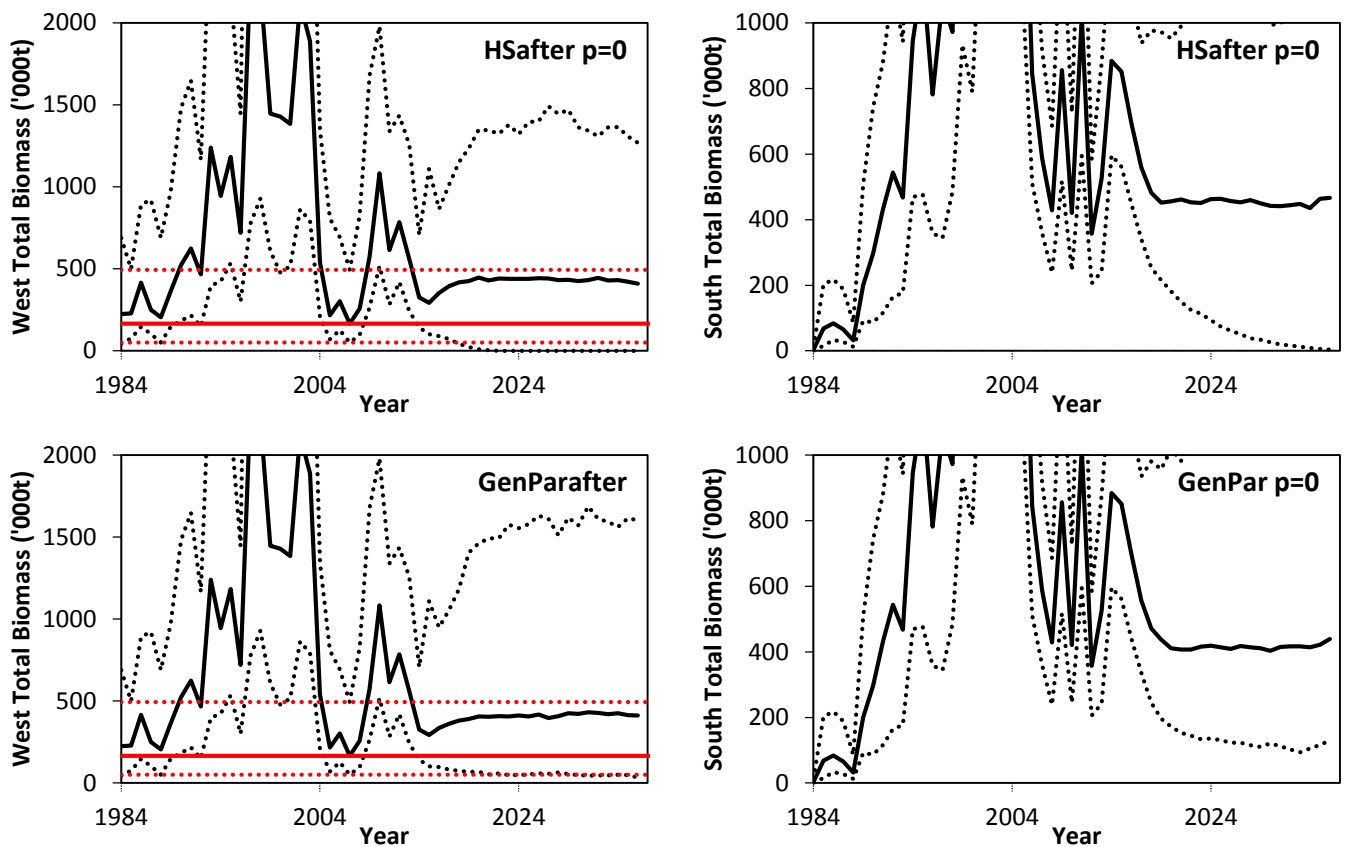 West Total Biomass ('000t)
2000
1500
1000
500
0
HSafter p=0
1984
2004
2024
Year
South Total Biomass ('000t)
1000
800
600
400
200
0
HSafter p=0
1984
2004
2024
Year
West Total Biomass ('000t)
2000
1500
1000
500
0
GenParafter
1984
2004
2024
Year
South Total Biomass ('000t)
1000
800
600
400
200
0
GenPar p=0
1984
2004
2024
Year